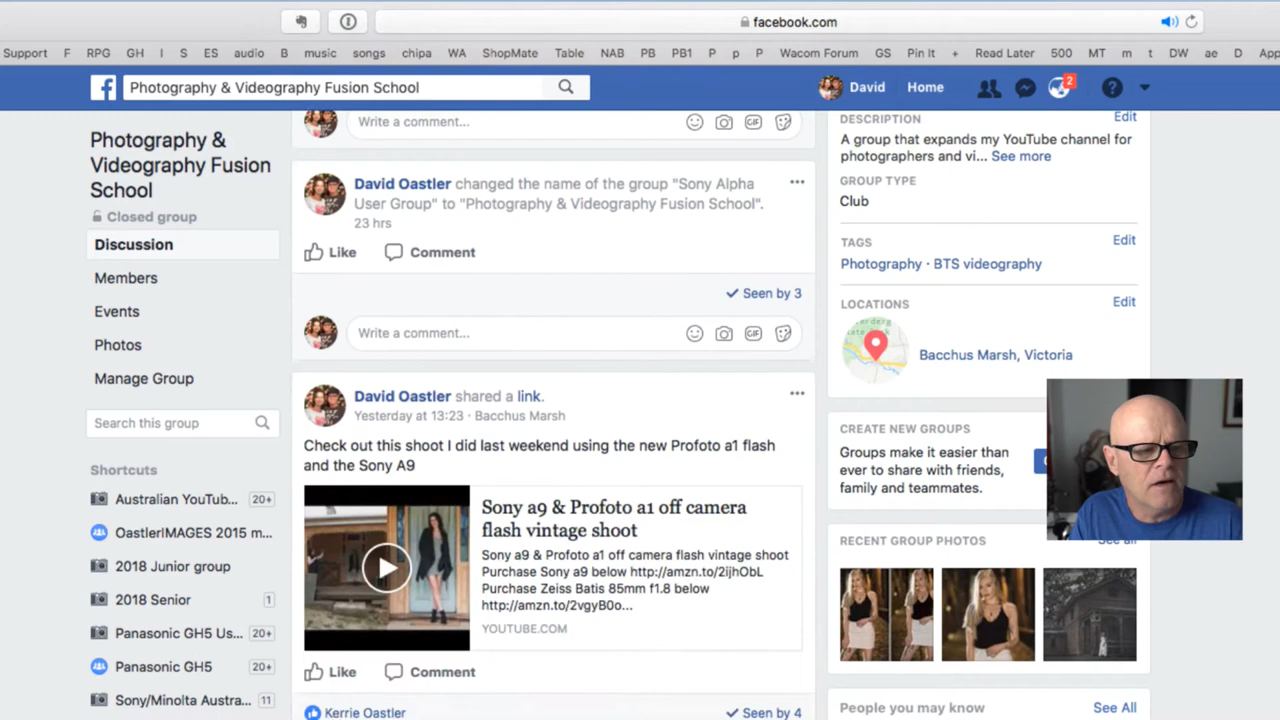 facebook.com
Support F RPG GH I S ES audio B music songs chipa WA ShopMate Table NAB PB PB1 P p P Wacom Forum GS Pin It + Read Later 500 MT m t DW ae D App
Photography & Videography Fusion School
David Home 2
Photography &
Videography Fusion
School
Closed group
Discussion
Members
Events
Photos
Manage Group
Search this group
Shortcuts
Australian YouTub... 20+
OastlerIMAGES 2015 m...
2018 Junior group
2018 Senior 1
Panasonic GH5 Us... 20+
Panasonic GH5 20+
Sony/Minolta Austra... 11
Write a comment... GIF
David Oastler changed the name of the group "Sony Alpha
User Group" to "Photography & Videography Fusion School".
23 hrs
Like Comment
Seen by 3
Write a comment... GIF
David Oastler shared a link.
Yesterday at 13:23 · Bacchus Marsh
Check out this shoot I did last weekend using the new Profoto a1 flash
and the Sony A9
Sony a9 & Profoto a1 off camera
flash vintage shoot
Sony a9 & Profoto a1 off camera flash vintage shoot
Purchase Sony a9 below http://amzn.to/2ijhObL
Purchase Zeiss Batis 85mm f1.8 below
http://amzn.to/2vgyB0o...
YOUTUBE.COM
Like Comment
Kerrie Oastler Seen by 4
DESCRIPTION Edit
A group that expands my YouTube channel for
photographers and vi... See more
GROUP TYPE
Club
TAGS Edit
Photography · BTS videography
LOCATIONS Edit
Bacchus Marsh, Victoria
CREATE NEW GROUPS
Groups make it easier than
ever to share with friends,
family and teammates.
RECENT GROUP PHOTOS See all
People you may know See All